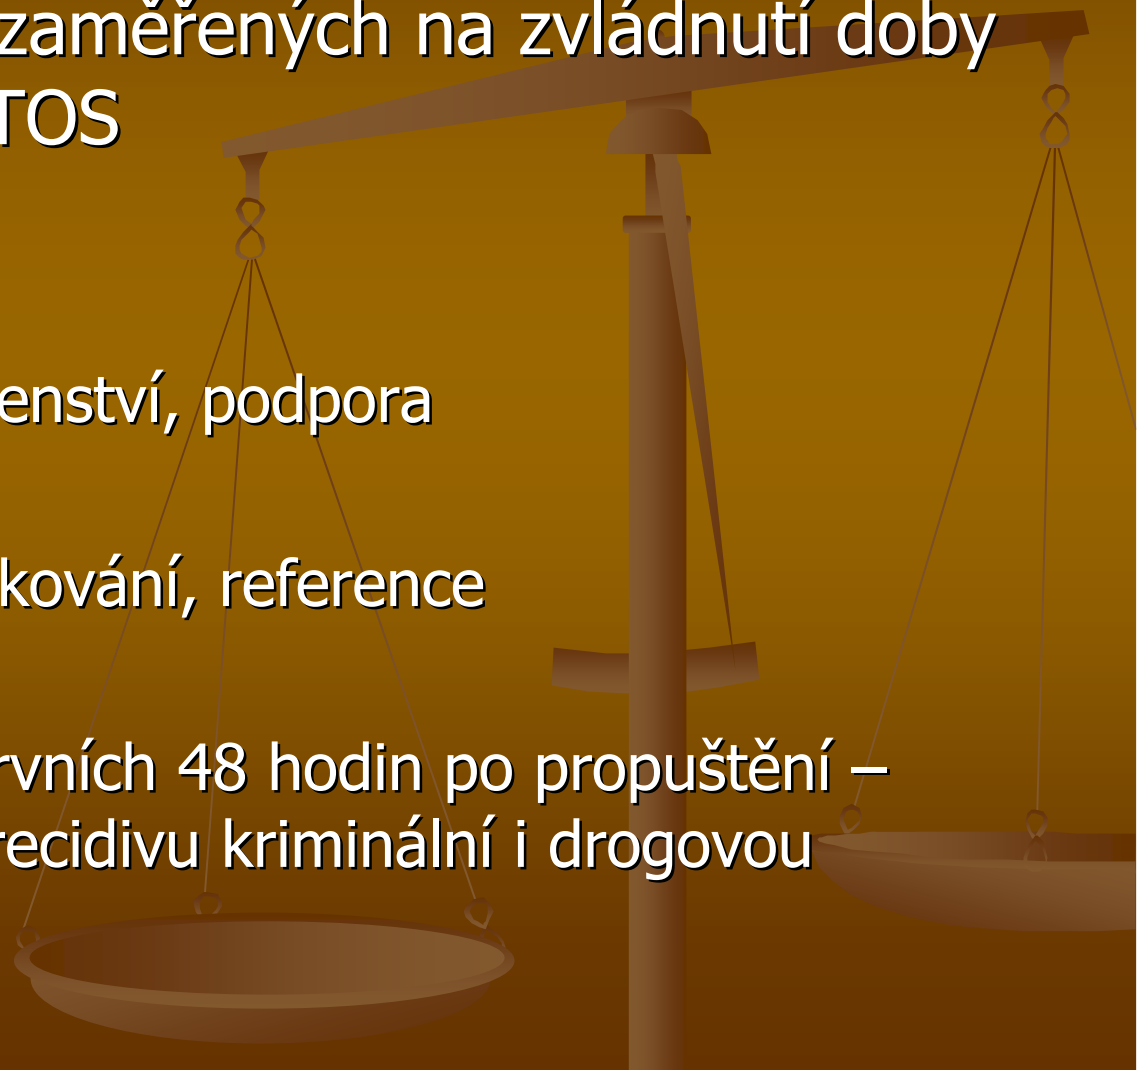 zaměřených na zvládnutí doby
TOS
enství, podpora
kování, reference
rvních 48 hodin po propuštění –
recidivu kriminální i drogovou